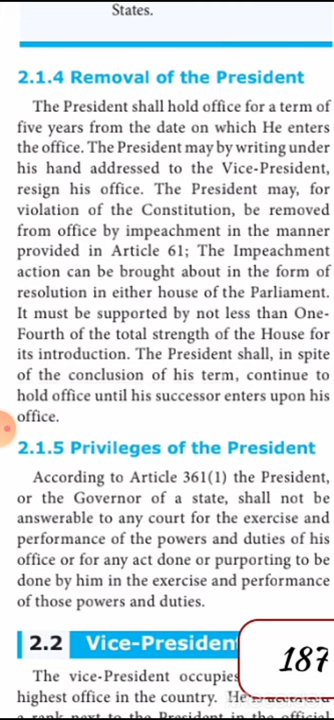 States.
2.1.4 Removal of the President
The President shall hold office for a term of
five years from the date on which He enters
the office. The President may by writing under
his hand addressed to the Vice-President,
resign his office. The President may, for
violation of the Constitution, be removed
from office by impeachment in the manner
provided in Article 61; The Impeachment
action can be brought about in the form of
resolution in either house of the Parliament.
It must be supported by not less than One-
Fourth of the total strength of the House for
its introduction. The President shall, in spite
of the conclusion of his term, continue to
hold office until his successor enters upon his
office.
2.1.5 Privileges of the President
According to Article 361(1) the President,
or the Governor of a state, shall not be
answerable to any court for the exercise and
performance of the powers and duties of his
office or for any act done or purporting to be
done by him in the exercise and performance
of those powers and duties.
2.2 Vice-President
187
The vice-President occupies
highest office in the country. He
a rank next to the President in the official